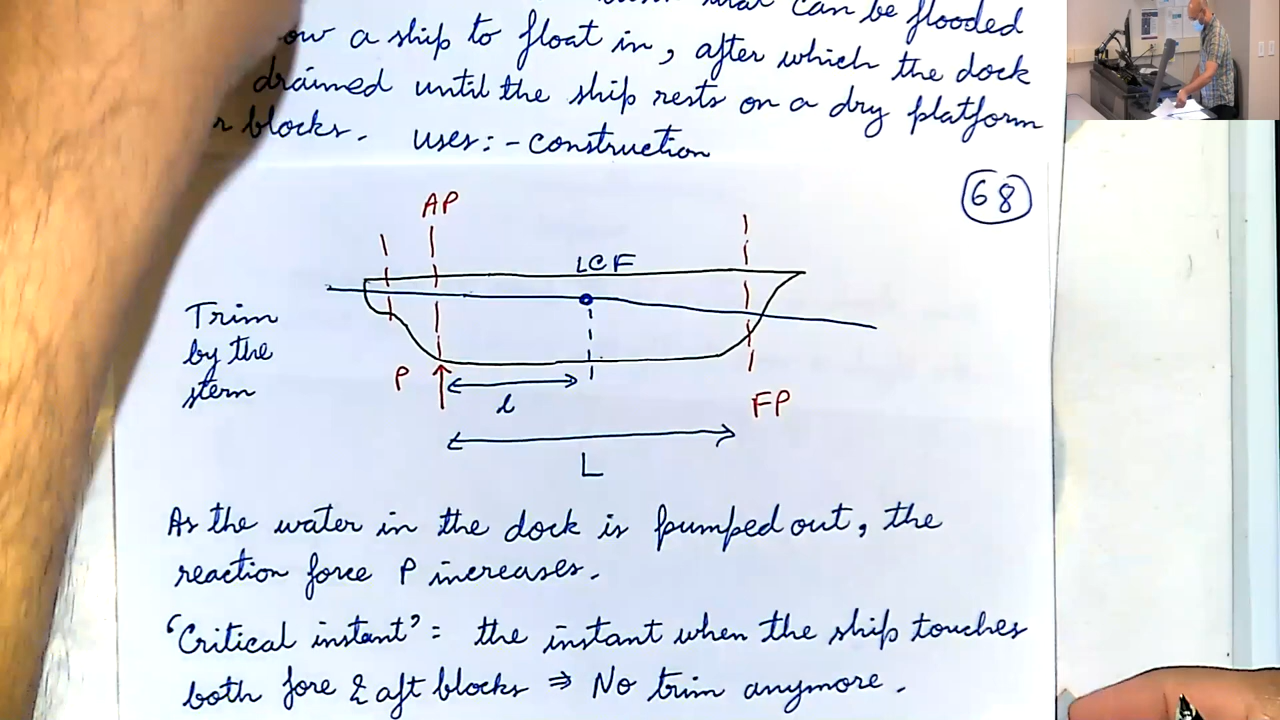 can be flooded
a ship to float in, after which the dock
drained until the ship rests on a dry platform
blocks. uses: - construction
68
AP
LCF
Trim
by the
stern
P
l
FP
L
As the water in the dock is pumped out, the
reaction force P increases.
'Critical instant' = the instant when the ship touches
both fore & aft blocks ⇒ No trim anymore.